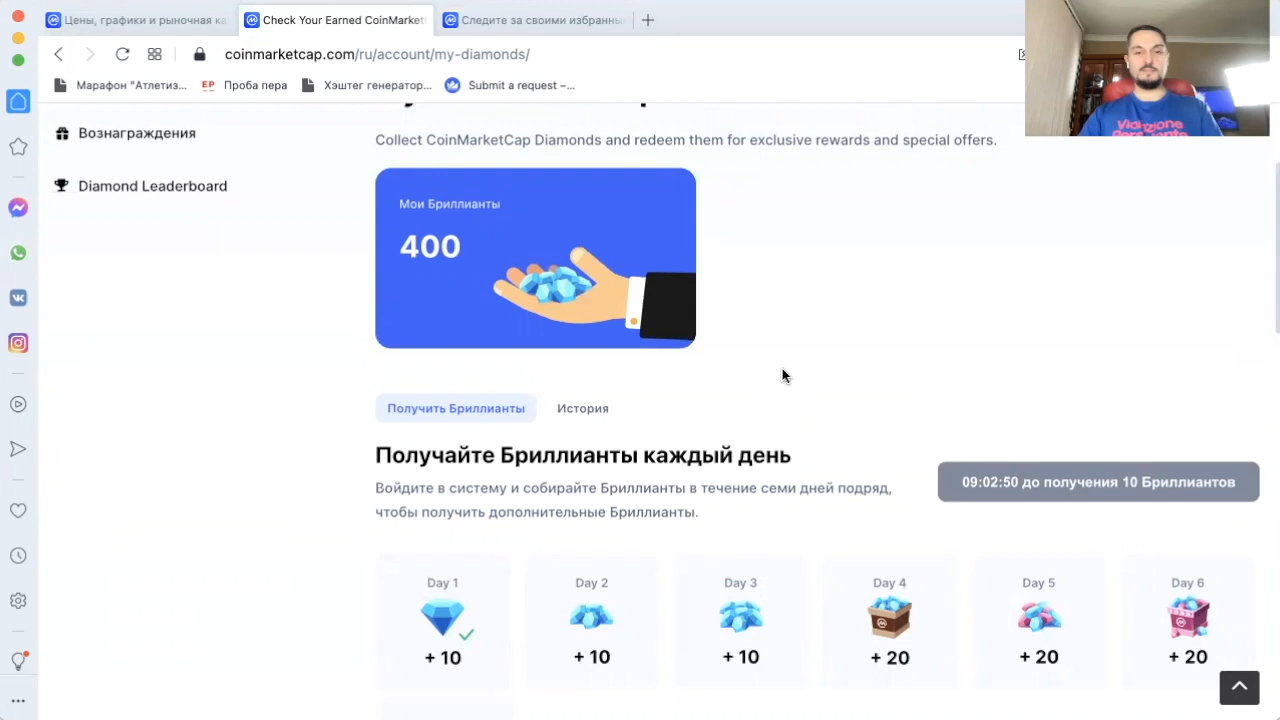 Цены, графики и рыночная ка
Check Your Earned CoinMarket
Следите за своими избранны
coinmarketcap.com/ru/account/my-diamonds/
Марафон "Атлетиз...
EP
Проба пера
Хэштег генератор...
Submit a request –...
Вознаграждения
Diamond Leaderboard
Collect CoinMarketCap Diamonds and redeem them for exclusive rewards and special offers.
Мои Бриллианты
400
Получить Бриллианты
История
Получайте Бриллианты каждый день
Войдите в систему и собирайте Бриллианты в течение семи дней подряд,
чтобы получить дополнительные Бриллианты.
09:02:50 до получения 10 Бриллиантов
Day 1
Day 2
Day 3
Day 4
Day 5
Day 6
+ 10
+ 10
+ 10
+ 20
+ 20
+ 20